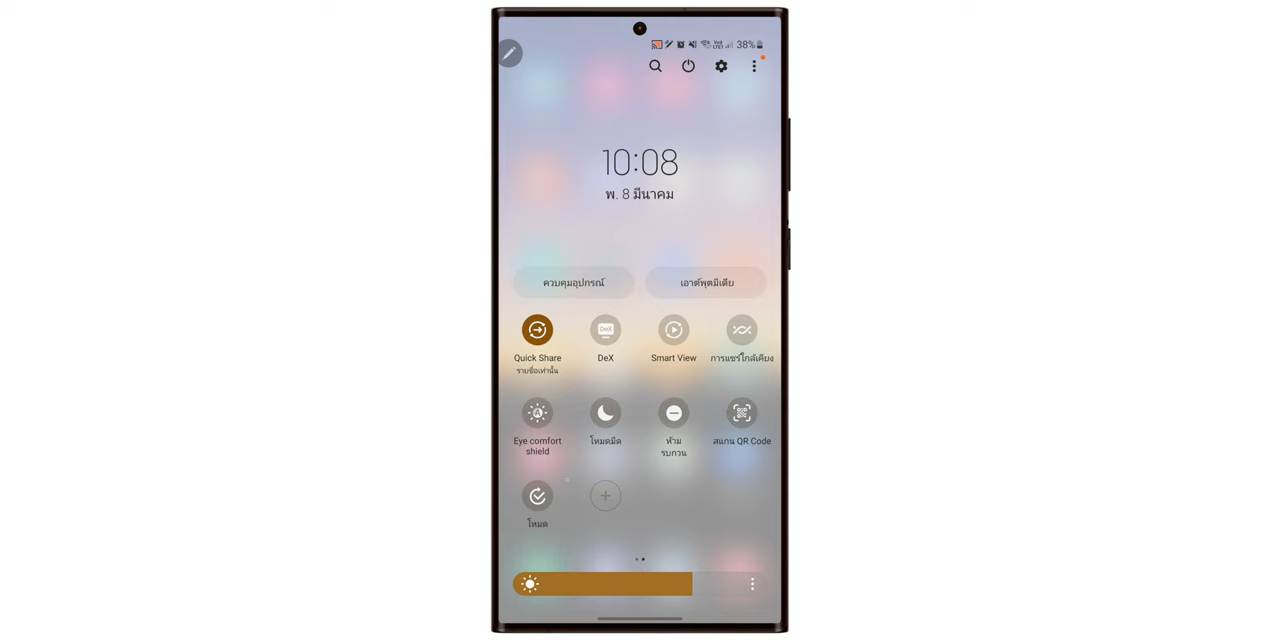 38%
10:08
พ. 8 มีนาคม
ควบคุมอุปกรณ์
เอาต์พุตมีเดีย
Quick Share
รายชื่อเท่านั้น
DeX
DeX
Smart View
การแชร์ใกล้เคียง
Eye comfort
shield
โหมดมืด
ห้าม
รบกวน
สแกน QR Code
โหมด